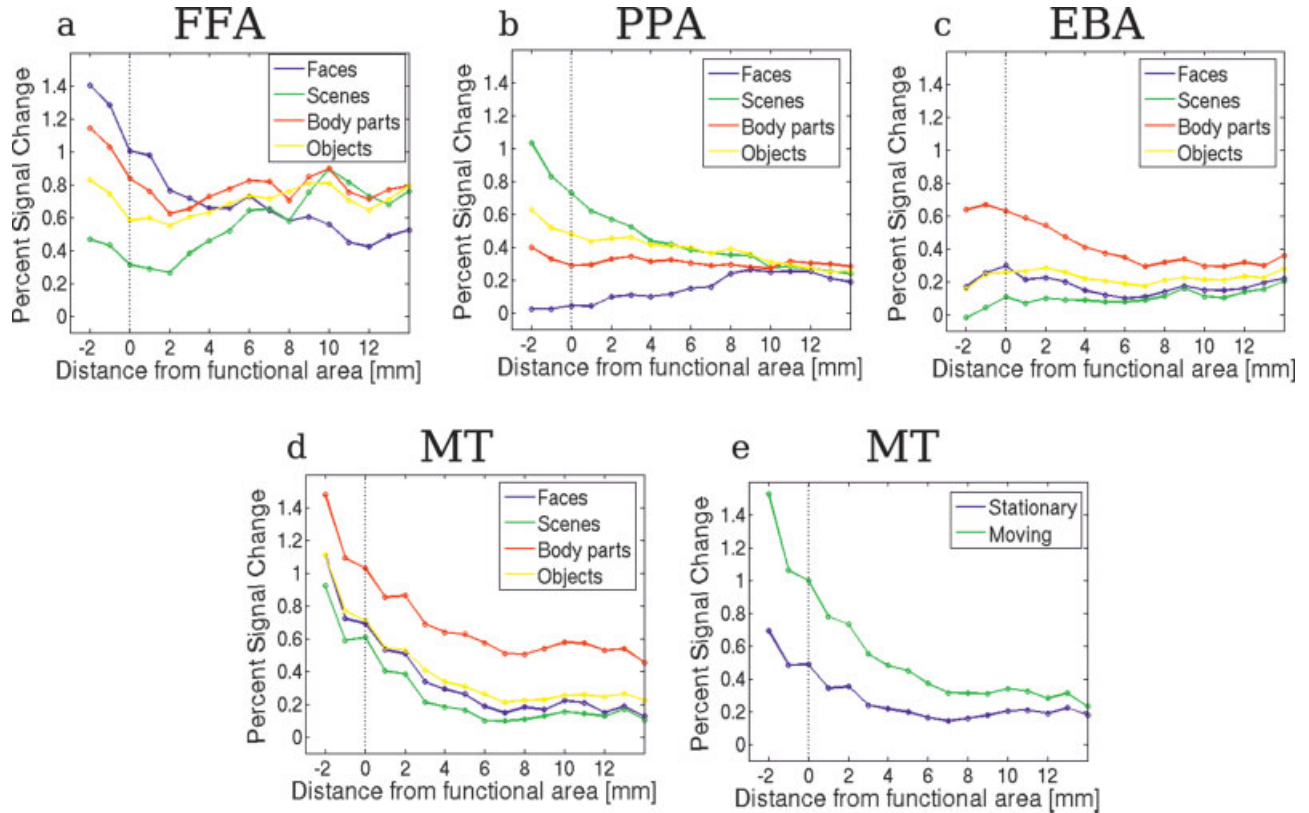 a FFA
Percent Signal Change
1.4
1.2
1
0.8
0.6
0.4
0.2
0
Faces
Scenes
Body parts
Objects
-2 0 2 4 6 8 10 12
Distance from functional area [mm]
b PPA
Percent Signal Change
1.4
1.2
1
0.8
0.6
0.4
0.2
0
Faces
Scenes
Body parts
Objects
-2 0 2 4 6 8 10 12
Distance from functional area [mm]
c EBA
Percent Signal Change
1.4
1.2
1
0.8
0.6
0.4
0.2
0
Faces
Scenes
Body parts
Objects
-2 0 2 4 6 8 10 12
Distance from functional area [mm]
d MT
Percent Signal Change
1.4
1.2
1
0.8
0.6
0.4
0.2
0
Faces
Scenes
Body parts
Objects
-2 0 2 4 6 8 10 12
Distance from functional area [mm]
e MT
Percent Signal Change
1.4
1.2
1
0.8
0.6
0.4
0.2
0
Stationary
Moving
-2 0 2 4 6 8 10 12
Distance from functional area [mm]